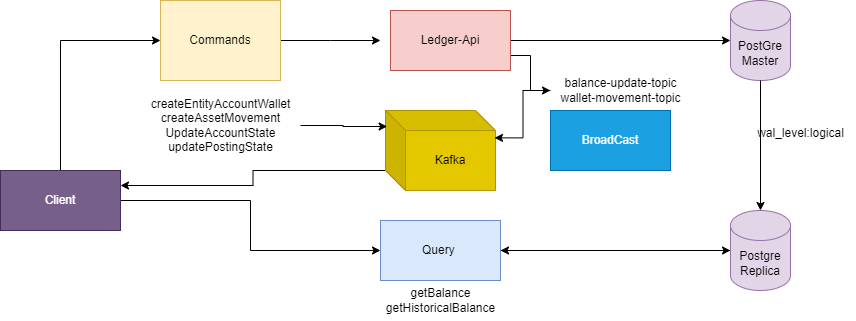 Commands
Ledger-Api
PostGre
Master
balance-update-topic
wallet-movement-topic
createEntityAccountWallet
createAssetMovement
UpdateAccountState
updatePostingState
BroadCast
wal_level:logical
Kafka
Client
Query
Postgre
Replica
getBalance
getHistoricalBalance